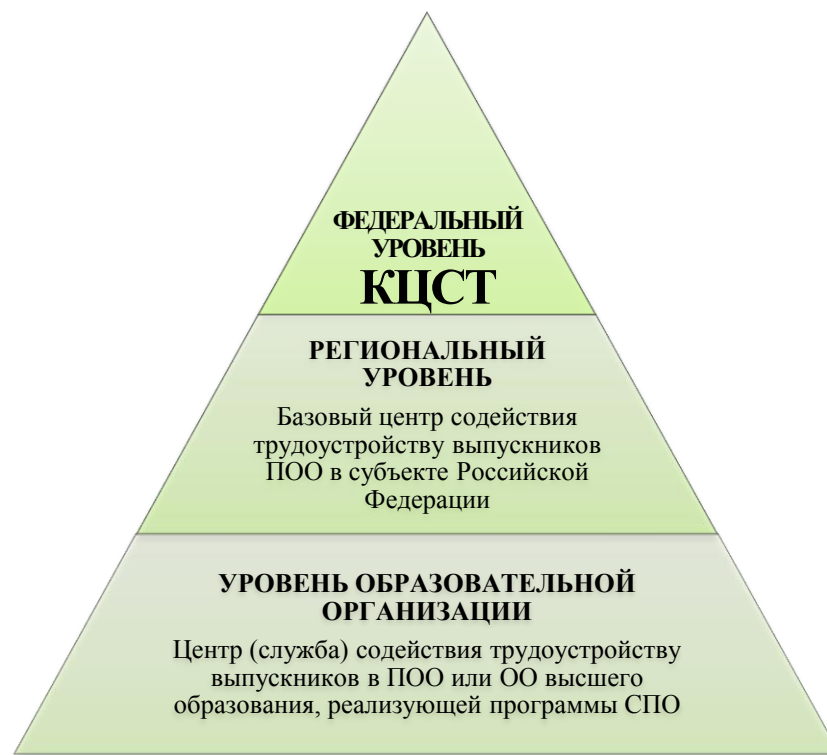 ФЕДЕРАЛЬНЫЙ
УРОВЕНЬ
КЦСТ
РЕГИОНАЛЬНЫЙ
УРОВЕНЬ
Базовый центр содействия
трудоустройству выпускников
ПОО в субъекте Российской
Федерации
УРОВЕНЬ ОБРАЗОВАТЕЛЬНОЙ
ОРГАНИЗАЦИИ
Центр (служба) содействия трудоустройству
выпускников в ПОО или ОО высшего
образования, реализующей программы СПО